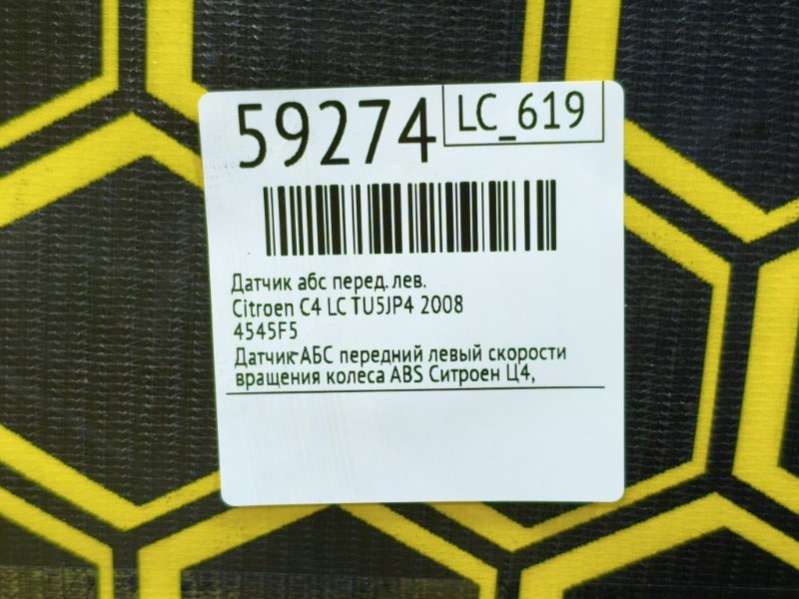 59274
LC_619
Датчик абс перед. лев.
Citroen C4 LC TU5JP4 2008
4545F5
Датчик АБС передний левый скорости
вращения колеса ABS Ситроен Ц4,